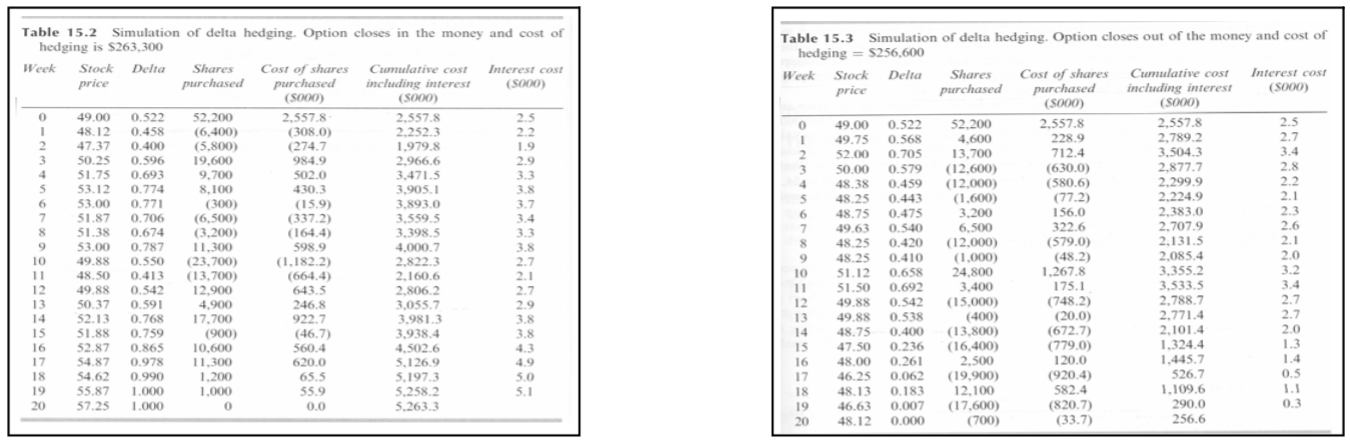 Table 15.2 Simulation of delta hedging. Option closes in the money and cost of
hedging is $263,300
Week Stock Delta Shares Cost of shares Cumulative cost Interest cost
price purchased purchased including interest ($000)
($000) ($000)
0 49.00 0.522 52,200 2,557.8 2,557.8 2.5
1 48.12 0.458 (6,400) (308.0) 2,252.3 2.2
2 47.37 0.400 (5,800) (274.7 1,979.8 1.9
3 50.25 0.596 19,600 984.9 2,966.6 2.9
4 51.75 0.693 9,700 502.0 3,471.5 3.3
5 53.12 0.774 8,100 430.3 3,905.1 3.8
6 53.00 0.771 (300) (15.9) 3,893.0 3.7
7 51.87 0.706 (6,500) (337.2) 3,559.5 3.4
8 51.38 0.674 (3,200) (164.4) 3,398.5 3.3
9 53.00 0.787 11,300 598.9 4,000.7 3.8
10 49.88 0.550 (23,700) (1,182.2) 2,822.3 2.7
11 48.50 0.413 (13,700) (664.4) 2,160.6 2.1
12 49.88 0.542 12,900 643.5 2,806.2 2.7
13 50.37 0.591 4,900 246.8 3,055.7 2.9
14 52.13 0.768 17,700 922.7 3,981.3 3.8
15 51.88 0.759 (900) (46.7) 3,938.4 3.8
16 52.87 0.865 10,600 560.4 4,502.6 4.3
17 54.87 0.978 11,300 620.0 5,126.9 4.9
18 54.62 0.990 1,200 65.5 5,197.3 5.0
19 55.87 1.000 1,000 55.9 5,258.2 5.1
20 57.25 1.000 0 0.0 5,263.3
Table 15.3 Simulation of delta hedging. Option closes out of the money and cost of
hedging = $256,600
Week Stock Delta Shares Cost of shares Cumulative cost Interest cost
price purchased purchased including interest ($000)
($000) ($000)
0 49.00 0.522 52,200 2,557.8 2,557.8 2.5
1 49.75 0.568 4,600 228.9 2,789.2 2.7
2 52.00 0.705 13,700 712.4 3,504.3 3.4
3 50.00 0.579 (12,600) (630.0) 2,877.7 2.8
4 48.38 0.459 (12,000) (580.6) 2,299.9 2.2
5 48.25 0.443 (1,600) (77.2) 2,224.9 2.1
6 48.75 0.475 3,200 156.0 2,383.0 2.3
7 49.63 0.540 6,500 322.6 2,707.9 2.6
8 48.25 0.420 (12,000) (579.0) 2,131.5 2.1
9 48.25 0.410 (1,000) (48.2) 2,085.4 2.0
10 51.12 0.658 24,800 1,267.8 3,355.2 3.2
11 51.50 0.692 3,400 175.1 3,533.5 3.4
12 49.88 0.542 (15,000) (748.2) 2,788.7 2.7
13 49.88 0.538 (400) (20.0) 2,771.4 2.7
14 48.75 0.400 (13,800) (672.7) 2,101.4 2.0
15 47.50 0.236 (16,400) (779.0) 1,324.4 1.3
16 48.00 0.261 2,500 120.0 1,445.7 1.4
17 46.25 0.062 (19,900) (920.4) 526.7 0.5
18 48.13 0.183 12,100 582.4 1,109.6 1.1
19 46.63 0.007 (17,600) (820.7) 290.0 0.3
20 48.12 0.000 (700) (33.7) 256.6